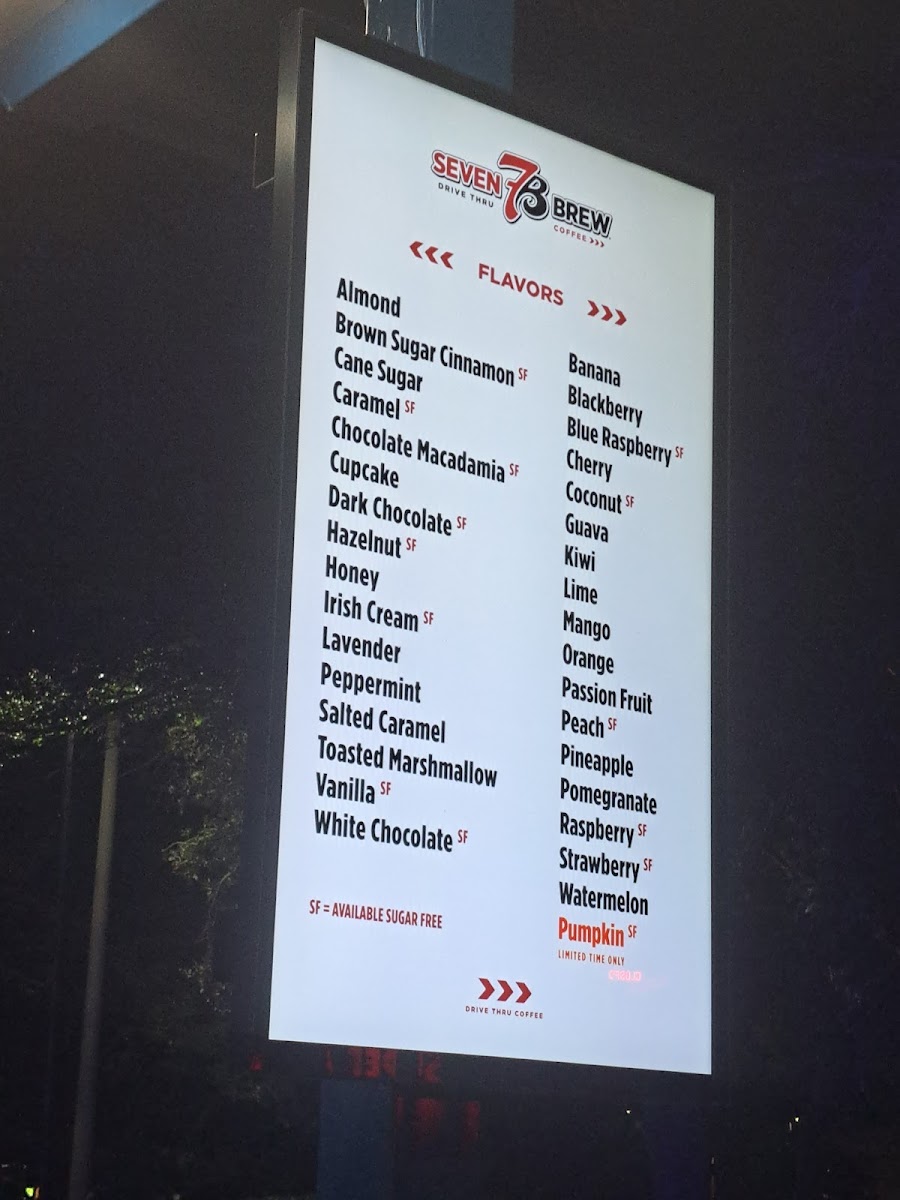 SEVEN 7B BREW
DRIVE THRU
COFFEE >>>
<<< FLAVORS >>>
Almond
Brown Sugar Cinnamon SF
Cane Sugar
Caramel SF
Chocolate Macadamia SF
Cupcake
Dark Chocolate SF
Hazelnut SF
Honey
Irish Cream SF
Lavender
Peppermint
Salted Caramel
Toasted Marshmallow
Vanilla SF
White Chocolate SF
SF = AVAILABLE SUGAR FREE
Banana
Blackberry
Blue Raspberry SF
Cherry
Coconut SF
Guava
Kiwi
Lime
Mango
Orange
Passion Fruit
Peach SF
Pineapple
Pomegranate
Raspberry SF
Strawberry SF
Watermelon
Pumpkin SF
LIMITED TIME ONLY
>>>
DRIVE THRU COFFEE